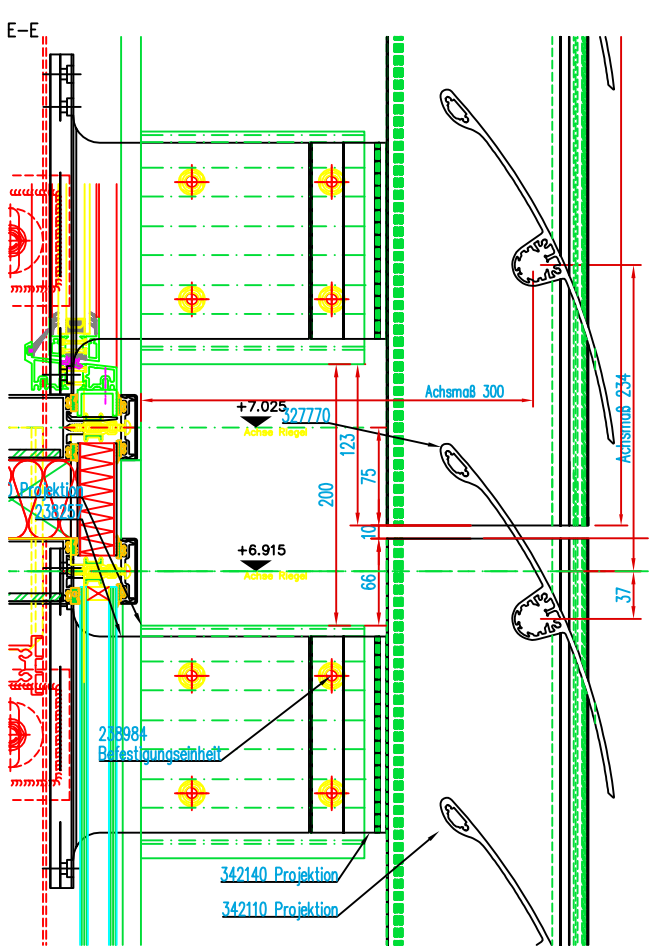 E–E
Achsmaß 300
Achsmaß 234
+7.025
327770
Achse Riegel
123
75
200
) Projektion
238257
10
+6.915
Achse Riegel
66
37
238984
Befestigungseinheit
342140 Projektion
342110 Projektion